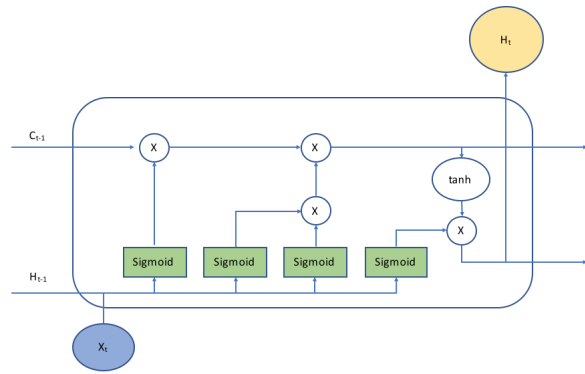 Hₜ
Cₜ₋₁
X
X
tanh
X
X
Sigmoid Sigmoid Sigmoid Sigmoid
Hₜ₋₁
Xₜ